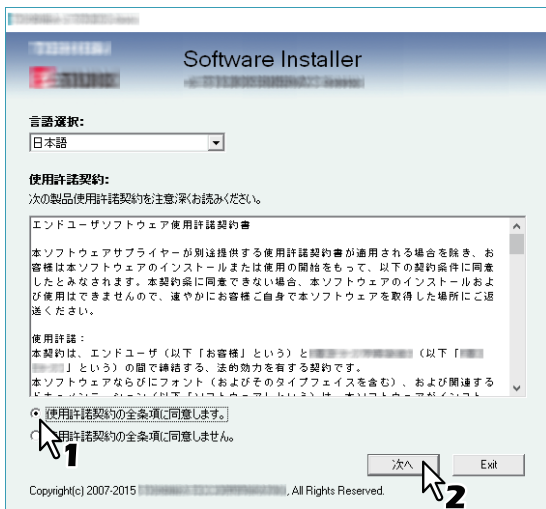 Software Installer
言語選択:
日本語
使用許諾契約:
次の製品使用許諾契約を注意深くお読みください。
エンドユーザソフトウェア使用許諾契約書
本ソフトウェアサプライヤーが別途提供する使用許諾契約書が適用される場合を除き、お
客様は本ソフトウェアのインストールまたは使用の開始をもって、以下の契約条件に同意
したとみなされます。本契約に同意できない場合、本ソフトウェアのインストールおよ
び使用はできませんので、速やかにお客様ご自身で本ソフトウェアを取得した場所にご返
送ください。
使用許諾：
本契約は、エンドユーザ（以下「お客様」という）と （以下「
」という）の間で締結する、法的効力を有する契約です。
本ソフトウェアならびにフォント（およびそのタイプフェイスを含む）、および関連する
使用許諾契約の全条項に同意します。
使用許諾契約の全条項に同意しません。
1
次へ
Exit
2
Copyright(c) 2007-2015 , All Rights Reserved.